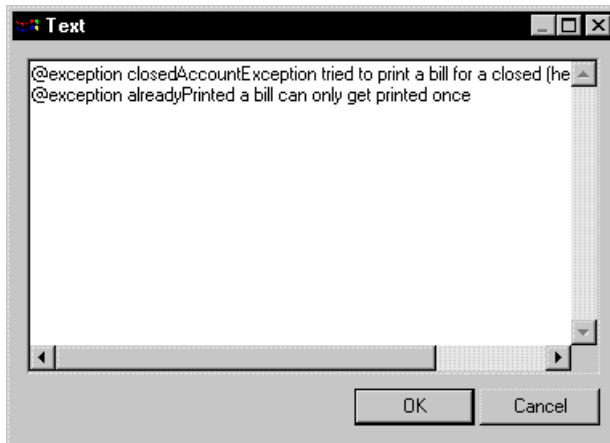 Text
@exception closedAccountException tried to print a bill for a closed (he
@exception alreadyPrinted a bill can only get printed once
OK
Cancel